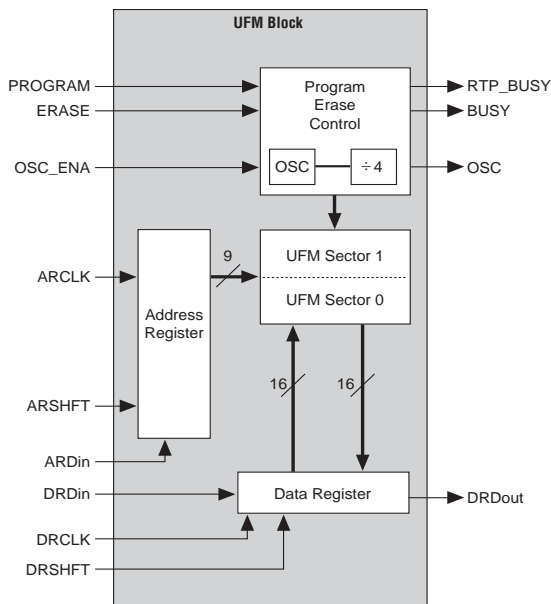 UFM Block
PROGRAM
ERASE
OSC_ENA
Program
Erase
Control
OSC
÷ 4
RTP_BUSY
BUSY
OSC
UFM Sector 1
UFM Sector 0
9
ARCLK
Address
Register
ARSHFT
16
16
ARDin
DRDin
Data Register
DRDout
DRCLK
DRSHFT